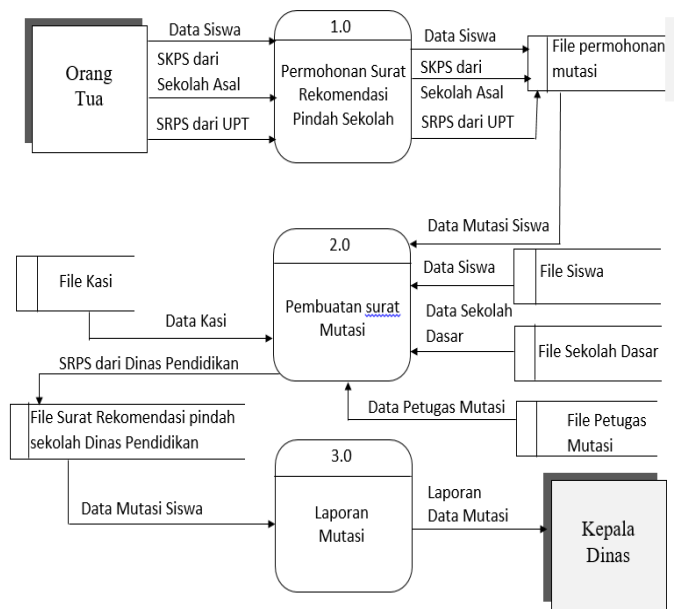 Orang
Tua
Data Siswa
SKPS dari
Sekolah Asal
SRPS dari UPT
1.0
Permohonan Surat
Rekomendasi
Pindah Sekolah
Data Siswa
SKPS dari
Sekolah Asal
SRPS dari UPT
File permohonan
mutasi
Data Mutasi Siswa
2.0
Pembuatan surat
Mutasi
File Kasi
Data Kasi
Data Siswa
File Siswa
Data Sekolah
Dasar
File Sekolah Dasar
SRPS dari Dinas Pendidikan
Data Petugas Mutasi
File Petugas
Mutasi
File Surat Rekomendasi pindah
sekolah Dinas Pendidikan
Data Mutasi Siswa
3.0
Laporan
Mutasi
Laporan
Data Mutasi
Kepala
Dinas